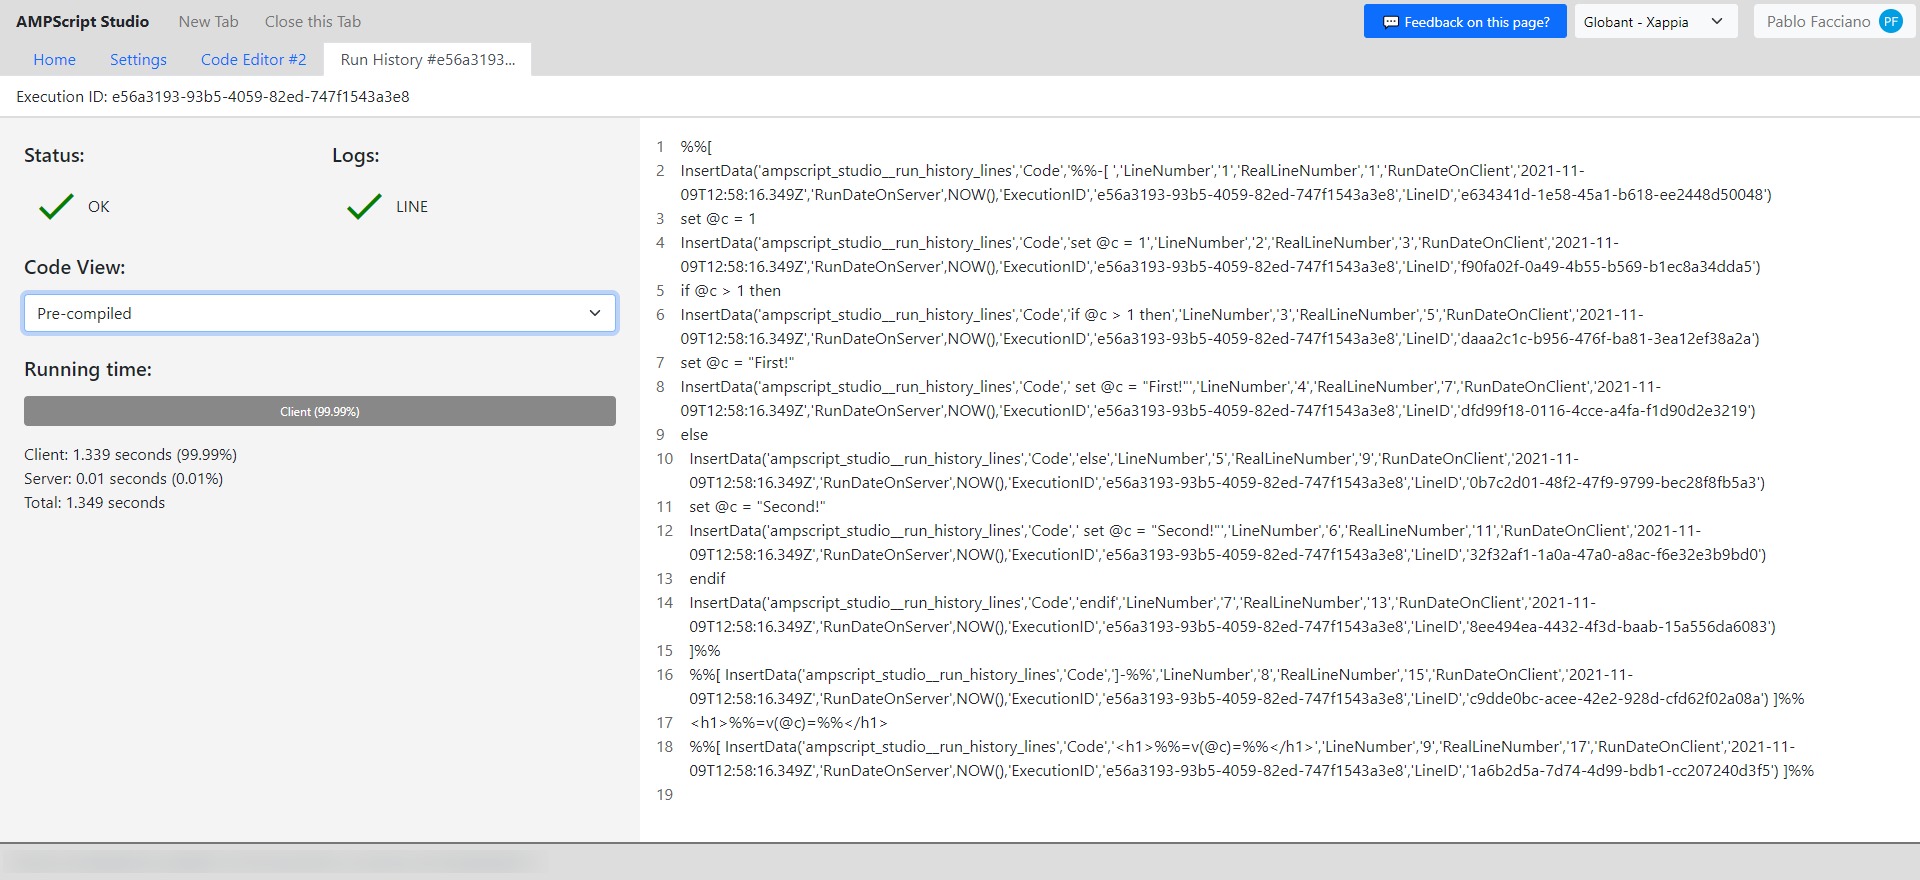 AMPScript Studio New Tab Close this Tab 💬 Feedback on this page? Globant - Xappia Pablo Facciano PF
Home Settings Code Editor #2 Run History #e56a3193...
Execution ID: e56a3193-93b5-4059-82ed-747f1543a3e8
Status: Logs:
OK LINE
Code View:
Pre-compiled
Running time:
Client (99.99%)
Client: 1.339 seconds (99.99%)
Server: 0.01 seconds (0.01%)
Total: 1.349 seconds
1 %%[
2 InsertData('ampscript_studio__run_history_lines','Code','%%-[ ','LineNumber','1','RealLineNumber','1','RunDateOnClient','2021-11-
09T12:58:16.349Z','RunDateOnServer',NOW(),'ExecutionID','e56a3193-93b5-4059-82ed-747f1543a3e8','LineID','e634341d-1e58-45a1-b618-ee2448d50048')
3 set @c = 1
4 InsertData('ampscript_studio__run_history_lines','Code','set @c = 1','LineNumber','2','RealLineNumber','3','RunDateOnClient','2021-11-
09T12:58:16.349Z','RunDateOnServer',NOW(),'ExecutionID','e56a3193-93b5-4059-82ed-747f1543a3e8','LineID','f90fa02f-0a49-4b55-b569-b1ec8a34dda5')
5 if @c > 1 then
6 InsertData('ampscript_studio__run_history_lines','Code','if @c > 1 then','LineNumber','3','RealLineNumber','5','RunDateOnClient','2021-11-
09T12:58:16.349Z','RunDateOnServer',NOW(),'ExecutionID','e56a3193-93b5-4059-82ed-747f1543a3e8','LineID','daaa2c1c-b956-476f-ba81-3ea12ef38a2a')
7 set @c = "First!"
8 InsertData('ampscript_studio__run_history_lines','Code',' set @c = "First!"','LineNumber','4','RealLineNumber','7','RunDateOnClient','2021-11-
09T12:58:16.349Z','RunDateOnServer',NOW(),'ExecutionID','e56a3193-93b5-4059-82ed-747f1543a3e8','LineID','dfd99f18-0116-4cce-a4fa-f1d90d2e3219')
9 else
10 InsertData('ampscript_studio__run_history_lines','Code','else','LineNumber','5','RealLineNumber','9','RunDateOnClient','2021-11-
09T12:58:16.349Z','RunDateOnServer',NOW(),'ExecutionID','e56a3193-93b5-4059-82ed-747f1543a3e8','LineID','0b7c2d01-48f2-47f9-9799-bec28f8fb5a3')
11 set @c = "Second!"
12 InsertData('ampscript_studio__run_history_lines','Code',' set @c = "Second!"','LineNumber','6','RealLineNumber','11','RunDateOnClient','2021-11-
09T12:58:16.349Z','RunDateOnServer',NOW(),'ExecutionID','e56a3193-93b5-4059-82ed-747f1543a3e8','LineID','32f32af1-1a0a-47a0-a8ac-f6e32e3b9bd0')
13 endif
14 InsertData('ampscript_studio__run_history_lines','Code','endif','LineNumber','7','RealLineNumber','13','RunDateOnClient','2021-11-
09T12:58:16.349Z','RunDateOnServer',NOW(),'ExecutionID','e56a3193-93b5-4059-82ed-747f1543a3e8','LineID','8ee494ea-4432-4f3d-baab-15a556da6083')
15 ]%%
16 %%[ InsertData('ampscript_studio__run_history_lines','Code',']-%%','LineNumber','8','RealLineNumber','15','RunDateOnClient','2021-11-
09T12:58:16.349Z','RunDateOnServer',NOW(),'ExecutionID','e56a3193-93b5-4059-82ed-747f1543a3e8','LineID','c9dde0bc-acee-42e2-928d-cfd62f02a08a') ]%%
17 <h1>%%=v(@c)=%%</h1>
18 %%[ InsertData('ampscript_studio__run_history_lines','Code','<h1>%%=v(@c)=%%</h1>','LineNumber','9','RealLineNumber','17','RunDateOnClient','2021-11-
09T12:58:16.349Z','RunDateOnServer',NOW(),'ExecutionID','e56a3193-93b5-4059-82ed-747f1543a3e8','LineID','1a6b2d5a-7d74-4d99-bdb1-cc207240d3f5') ]%%
19